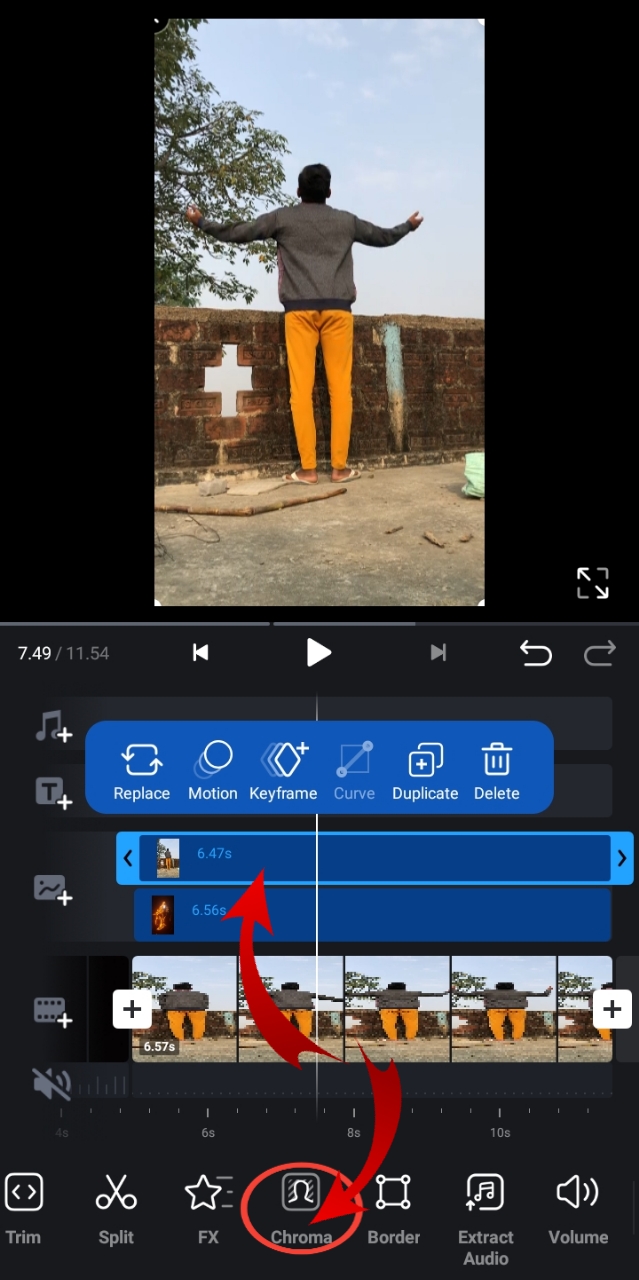 7.49 / 11.54
T
Replace Motion Keyframe Curve Duplicate Delete
6.47s
6.56s
6.57s
4s 6s 8s 10s
Trim Split FX Chroma Border Extract Audio Volume